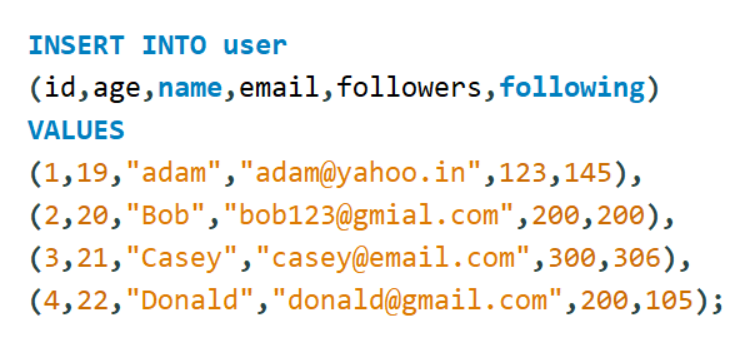 INSERT INTO user
(id,age,name,email,followers,following)
VALUES
(1,19,"adam","adam@yahoo.in",123,145),
(2,20,"Bob","bob123@gmial.com",200,200),
(3,21,"Casey","casey@email.com",300,306),
(4,22,"Donald","donald@gmail.com",200,105);